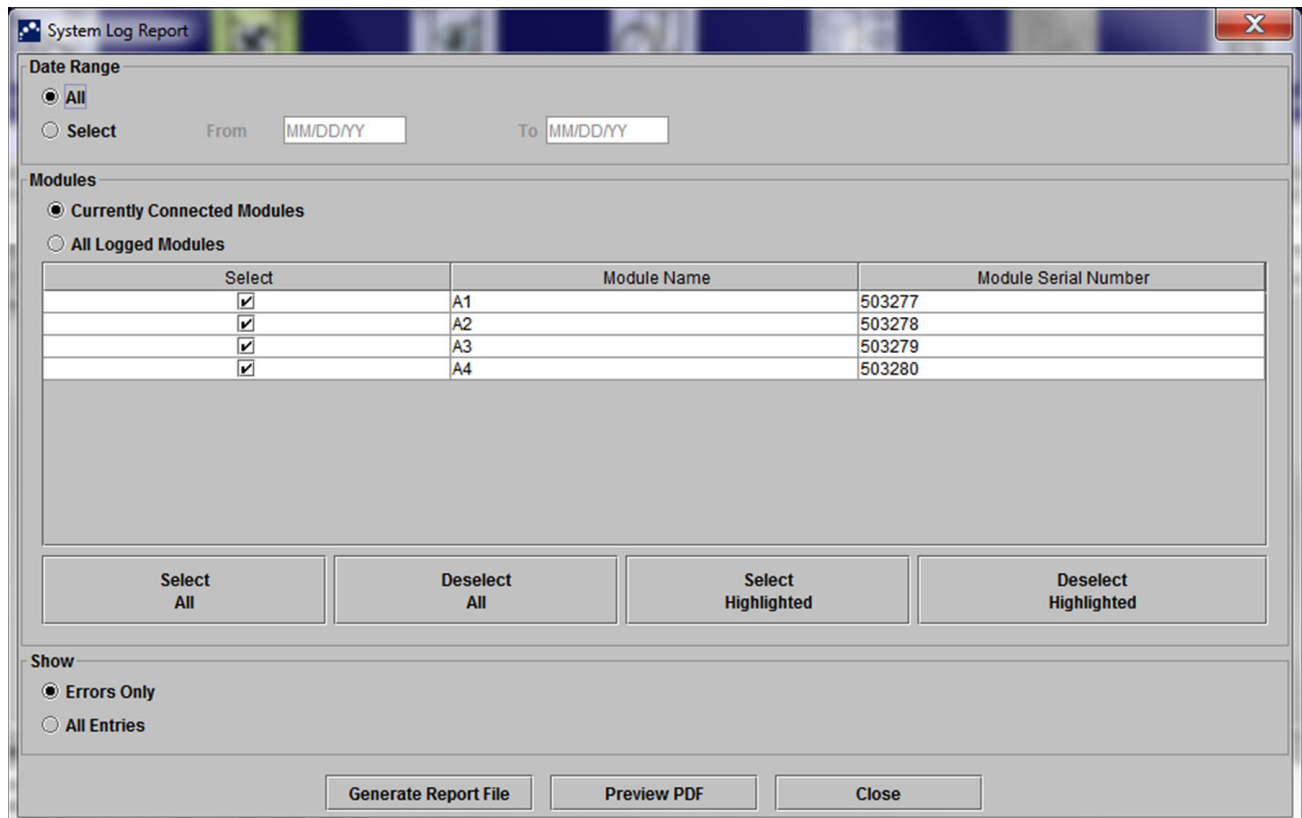 System Log Report
Date Range
All
Select From MM/DD/YY To MM/DD/YY
Modules
Currently Connected Modules
All Logged Modules
Select Module Name Module Serial Number
A1 503277
A2 503278
A3 503279
A4 503280
Select All
Deselect All
Select Highlighted
Deselect Highlighted
Show
Errors Only
All Entries
Generate Report File Preview PDF Close